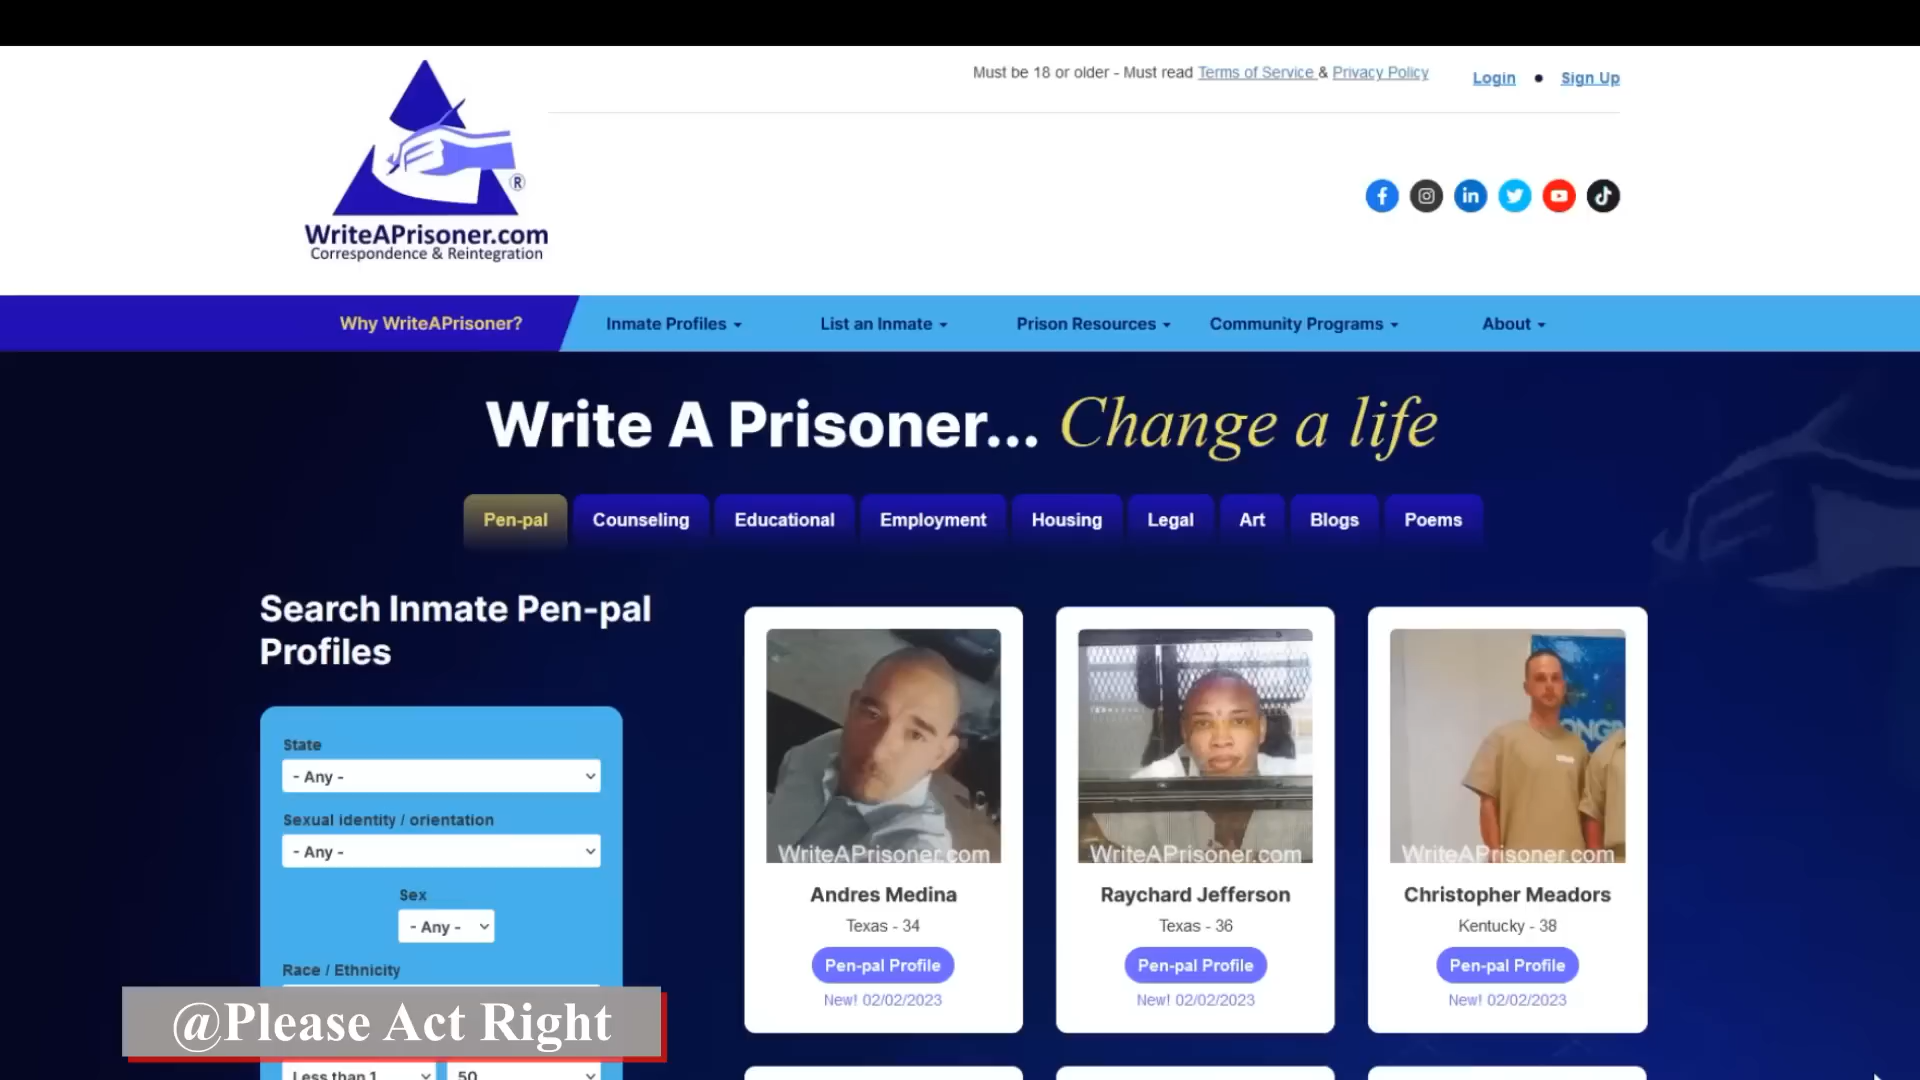 Must be 18 or older - Must read Terms of Service & Privacy Policy
Login • Sign Up
®
WriteAPrisoner.com
Correspondence & Reintegration
Why WriteAPrisoner?
Inmate Profiles
List an Inmate
Prison Resources
Community Programs
About
Write A Prisoner... Change a life
Pen-pal
Counseling
Educational
Employment
Housing
Legal
Art
Blogs
Poems
Search Inmate Pen-pal
Profiles
State
- Any -
Sexual identity / orientation
- Any -
Sex
- Any -
Race / Ethnicity
Less than 1
50
WriteAPrisoner.com
Andres Medina
Texas - 34
Pen-pal Profile
New! 02/02/2023
WriteAPrisoner.com
Raychard Jefferson
Texas - 36
Pen-pal Profile
New! 02/02/2023
WriteAPrisoner.com
Christopher Meadors
Kentucky - 38
Pen-pal Profile
New! 02/02/2023
@Please Act Right